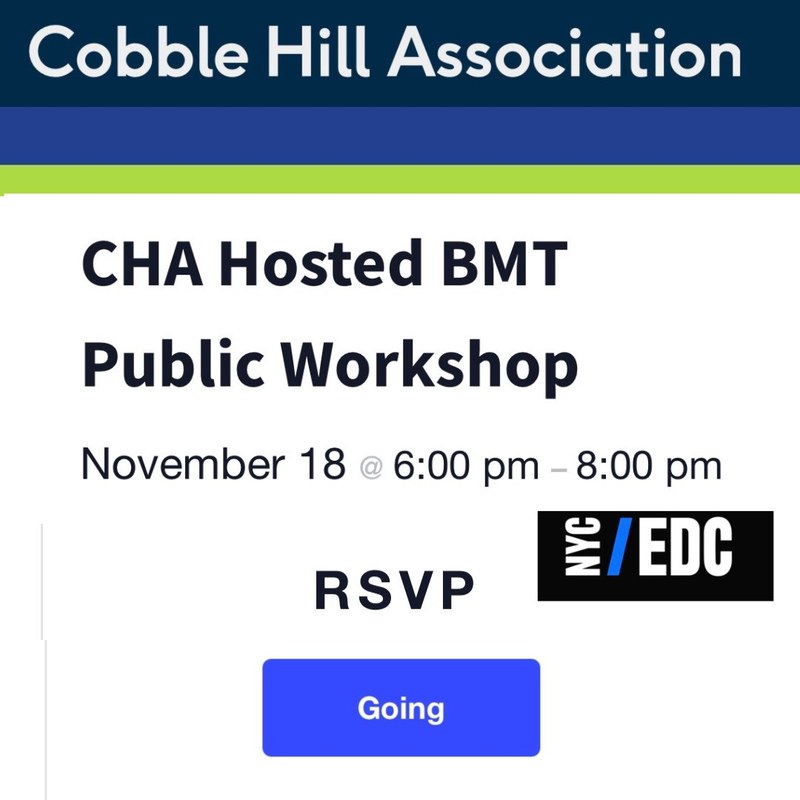 Cobble Hill Association
CHA Hosted BMT
Public Workshop
November 18 @ 6:00 pm – 8:00 pm
NYC/EDC
RSVP
Going